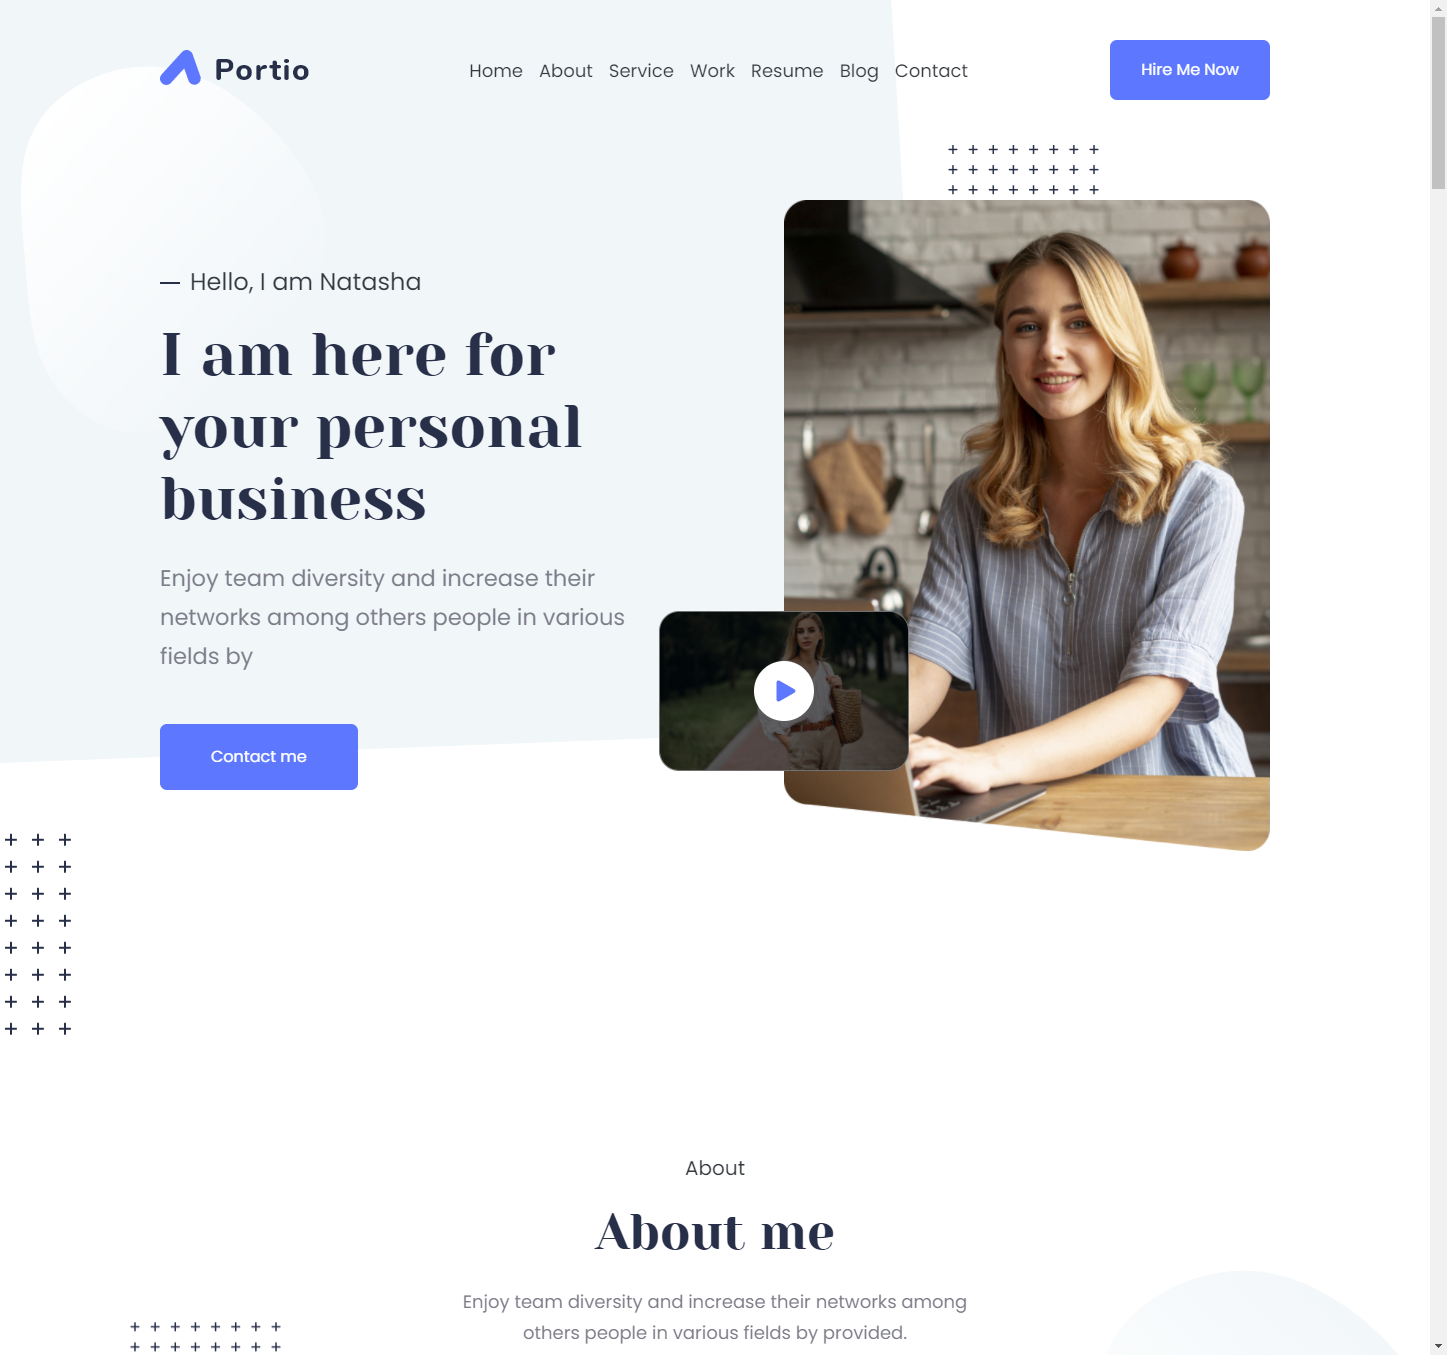 Portio
Home About Service Work Resume Blog Contact
Hire Me Now
Hello, I am Natasha
I am here for
your personal
business
Enjoy team diversity and increase their
networks among others people in various
fields by
Contact me
About
About me
Enjoy team diversity and increase their networks among
others people in various fields by provided.